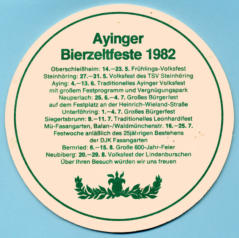 Ayinger
Bierzeltfeste 1982
Oberschleißheim: 14.–23. 5. Frühlings-Volksfest
Steinhöring: 27.–31. 5. Volksfest des TSV Steinhöring
Aying: 4.–13. 6. Traditionelles Ayinger Volksfest
mit großem Festprogramm und Vergnügungspark
Neuperlach: 25. 6.–4. 7. Großes Bürgerfest
auf dem Festplatz an der Heinrich-Wieland-Straße
Unterföhring: 1.–4. 7. Großes Bürgerfest
Siegertsbrunn: 9.–11. 7. Traditionelles Leonhardifest
Mü-Fasangarten, Balan-/Waldmünchenstr. 16.–25. 7.
Festwoche anläßlich des 25jährigen Bestehens
der DJK Fasangarten
Bernried: 6.–15. 8. Große 600-Jahr-Feier
Neubiberg: 20.–29. 8. Volksfest der Lindenburschen
Über Ihren Besuch würden wir uns freuen